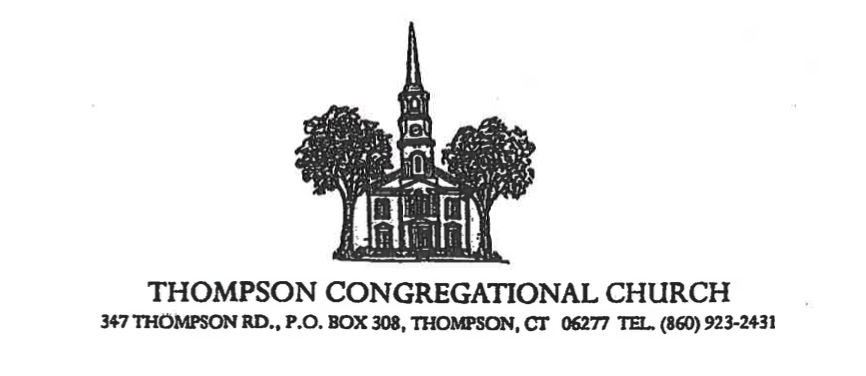 THOMPSON CONGREGATIONAL CHURCH
347 THOMPSON RD., P.O. BOX 308, THOMPSON, CT 06277 TEL. (860) 923-2431